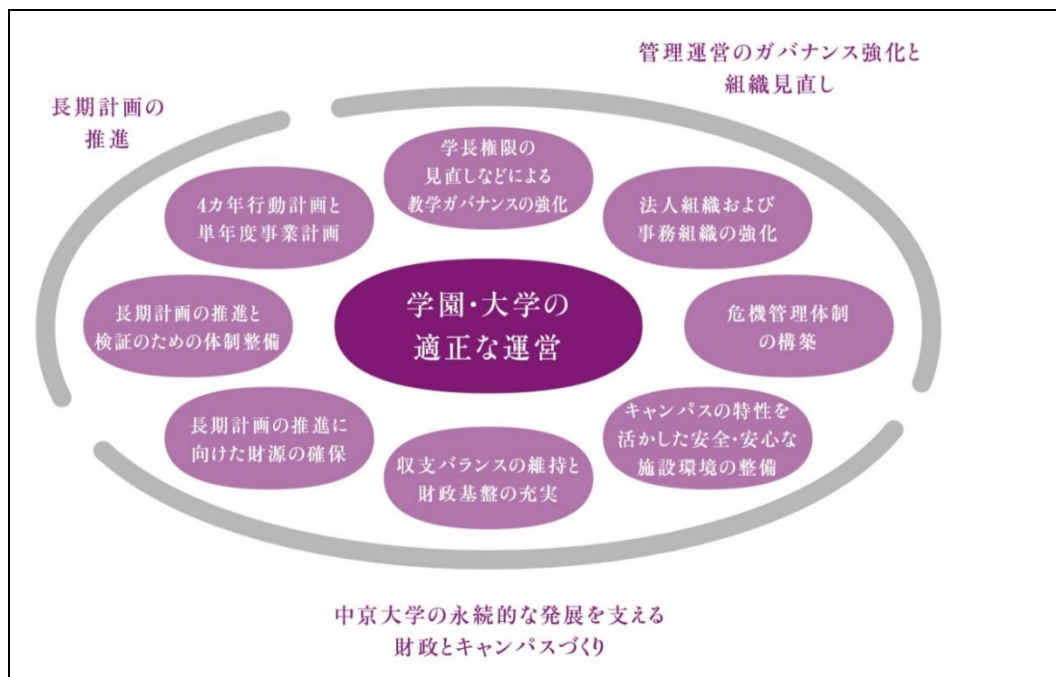 管理運営のガバナンス強化と
組織見直し
長期計画の
推進
学長権限の
見直しなどによる
教学ガバナンスの強化
4カ年行動計画と
単年度事業計画
法人組織および
事務組織の強化
学園・大学の
適正な運営
長期計画の推進と
検証のための体制整備
危機管理体制
の構築
長期計画の推進に
向けた財源の確保
収支バランスの維持と
財政基盤の充実
キャンパスの特性を
活かした安全・安心な
施設環境の整備
中京大学の永続的な発展を支える
財政とキャンパスづくり